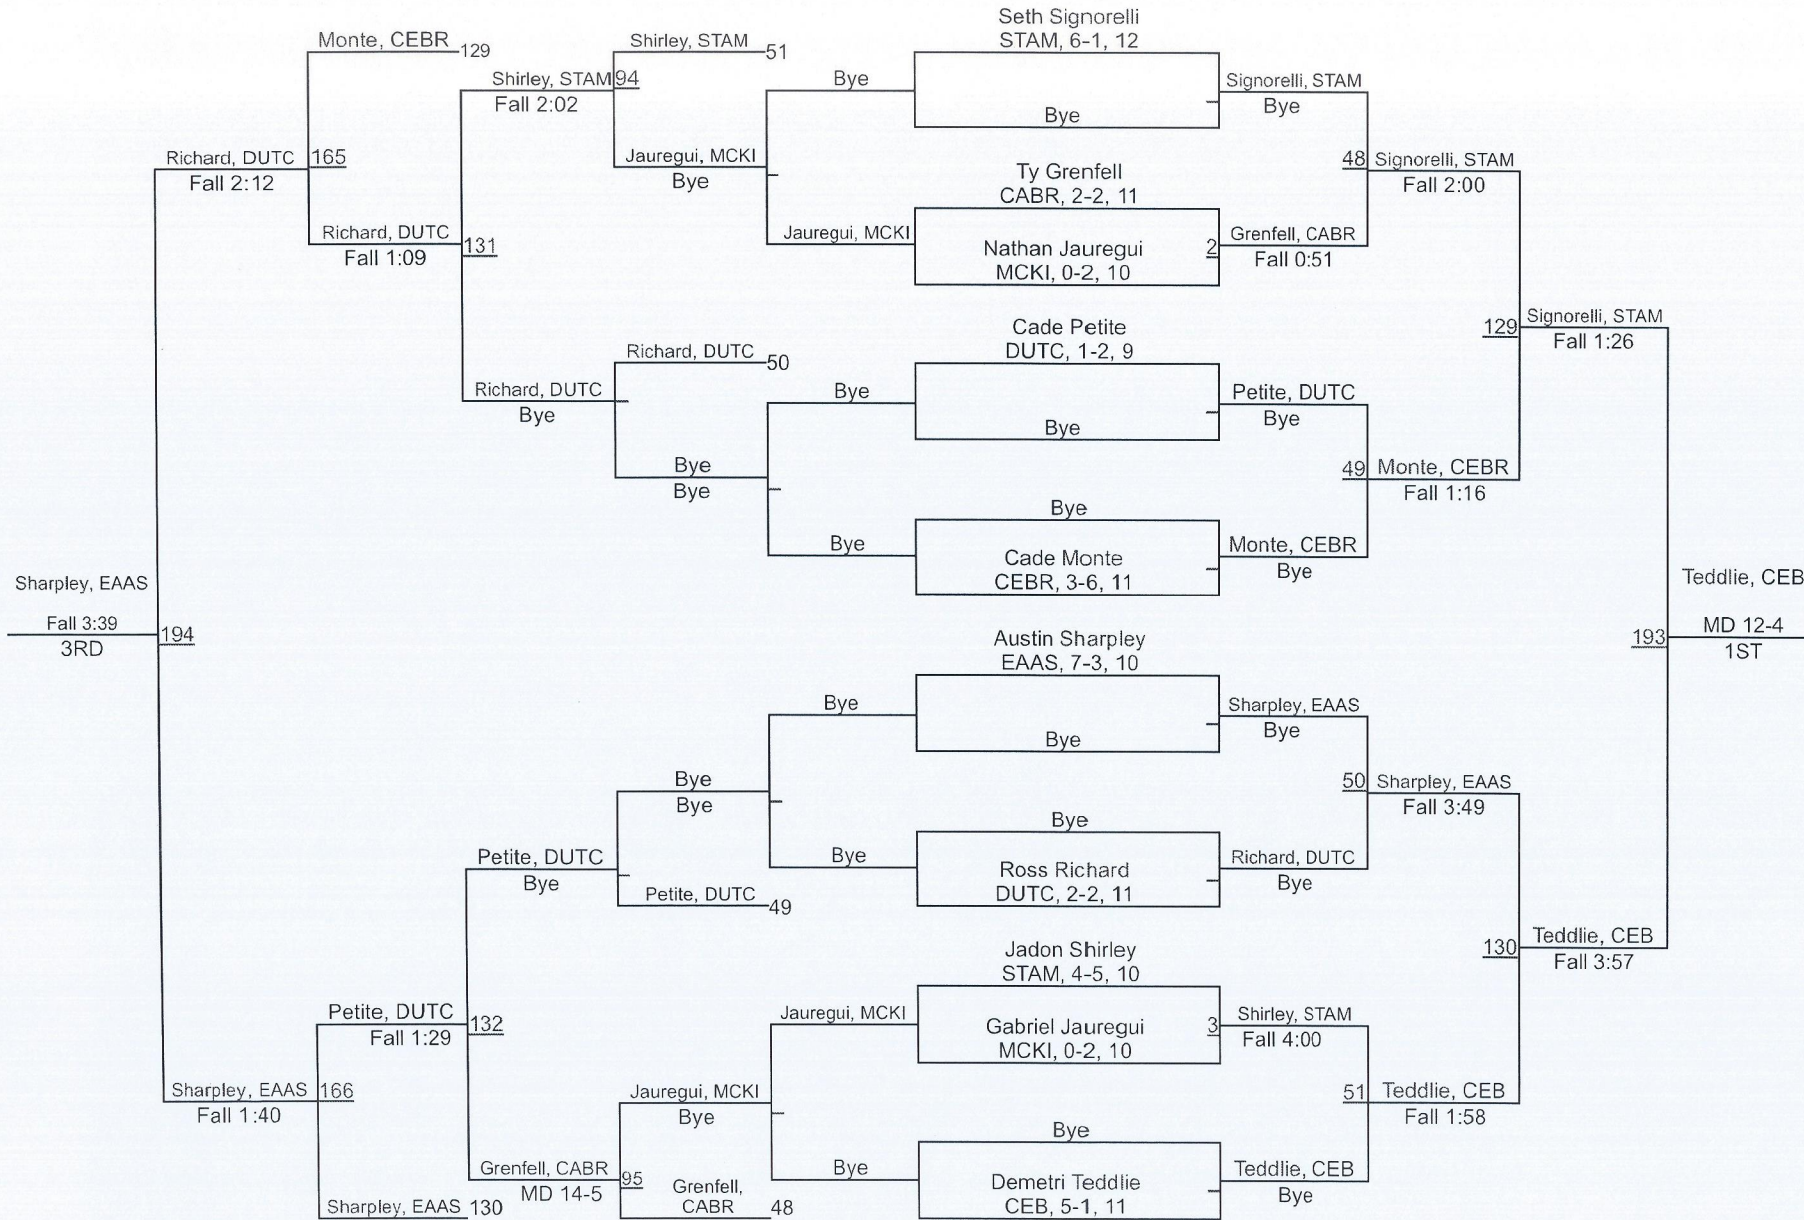 Seth Signorelli
STAM, 6-1, 12
Bye
Ty Grenfell
CABR, 2-2, 11
Nathan Jauregui
MCKI, 0-2, 10
2
Cade Petite
DUTC, 1-2, 9
Bye
Bye
Cade Monte
CEBR, 3-6, 11
Austin Sharpley
EAAS, 7-3, 10
Bye
Bye
Ross Richard
DUTC, 2-2, 11
Jadon Shirley
STAM, 4-5, 10
Gabriel Jauregui
MCKI, 0-2, 10
3
Bye
Demetri Teddlie
CEB, 5-1, 11
Signorelli, STAM
Bye
Grenfell, CABR
Fall 0:51
Petite, DUTC
Bye
Monte, CEBR
Bye
Sharpley, EAAS
Bye
Richard, DUTC
Bye
Shirley, STAM
Fall 4:00
Teddlie, CEB
Bye
48
Signorelli, STAM
Fall 2:00
49
Monte, CEBR
Fall 1:16
50
Sharpley, EAAS
Fall 3:49
51
Teddlie, CEB
Fall 1:58
129
Signorelli, STAM
Fall 1:26
130
Teddlie, CEB
Fall 3:57
193
Teddlie, CEB
MD 12-4
1ST
Bye
Jauregui, MCKI
Bye
Bye
Bye
Bye
Jauregui, MCKI
Bye
Shirley, STAM
51
Jauregui, MCKI
Bye
Richard, DUTC
50
Bye
Bye
Bye
Bye
Petite, DUTC
49
Jauregui, MCKI
Bye
Grenfell,
CABR
48
Shirley, STAM
94
Fall 2:02
Richard, DUTC
Bye
Petite, DUTC
Bye
Grenfell, CABR
95
MD 14-5
Monte, CEBR
129
Richard, DUTC
131
Fall 1:09
Petite, DUTC
132
Fall 1:29
Sharpley, EAAS
130
Richard, DUTC
165
Fall 2:12
Sharpley, EAAS
166
Fall 1:40
Sharpley, EAAS
Fall 3:39
194
3RD